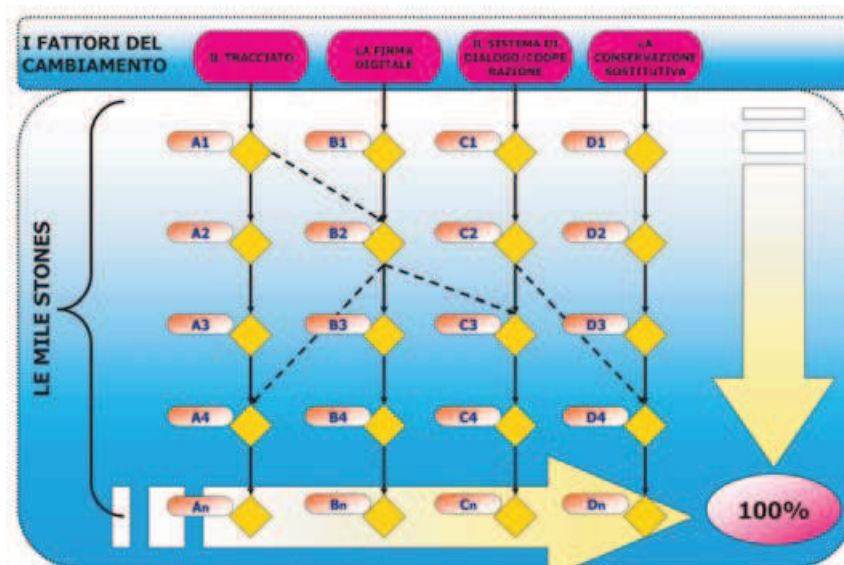 I FATTORI DEL
CAMBIAMENTO
IL TRACCIATO
LA FIRMA
DIGITALE
IL SISTEMA DI
DIALOGO/COOPE
RAZIONE
LA
CONSERVAZIONE
SOSTITUTIVA
LE MILE STONES
A1
B1
C1
D1
A2
B2
C2
D2
A3
B3
C3
D3
A4
B4
C4
D4
An
Bn
Cn
Dn
100%